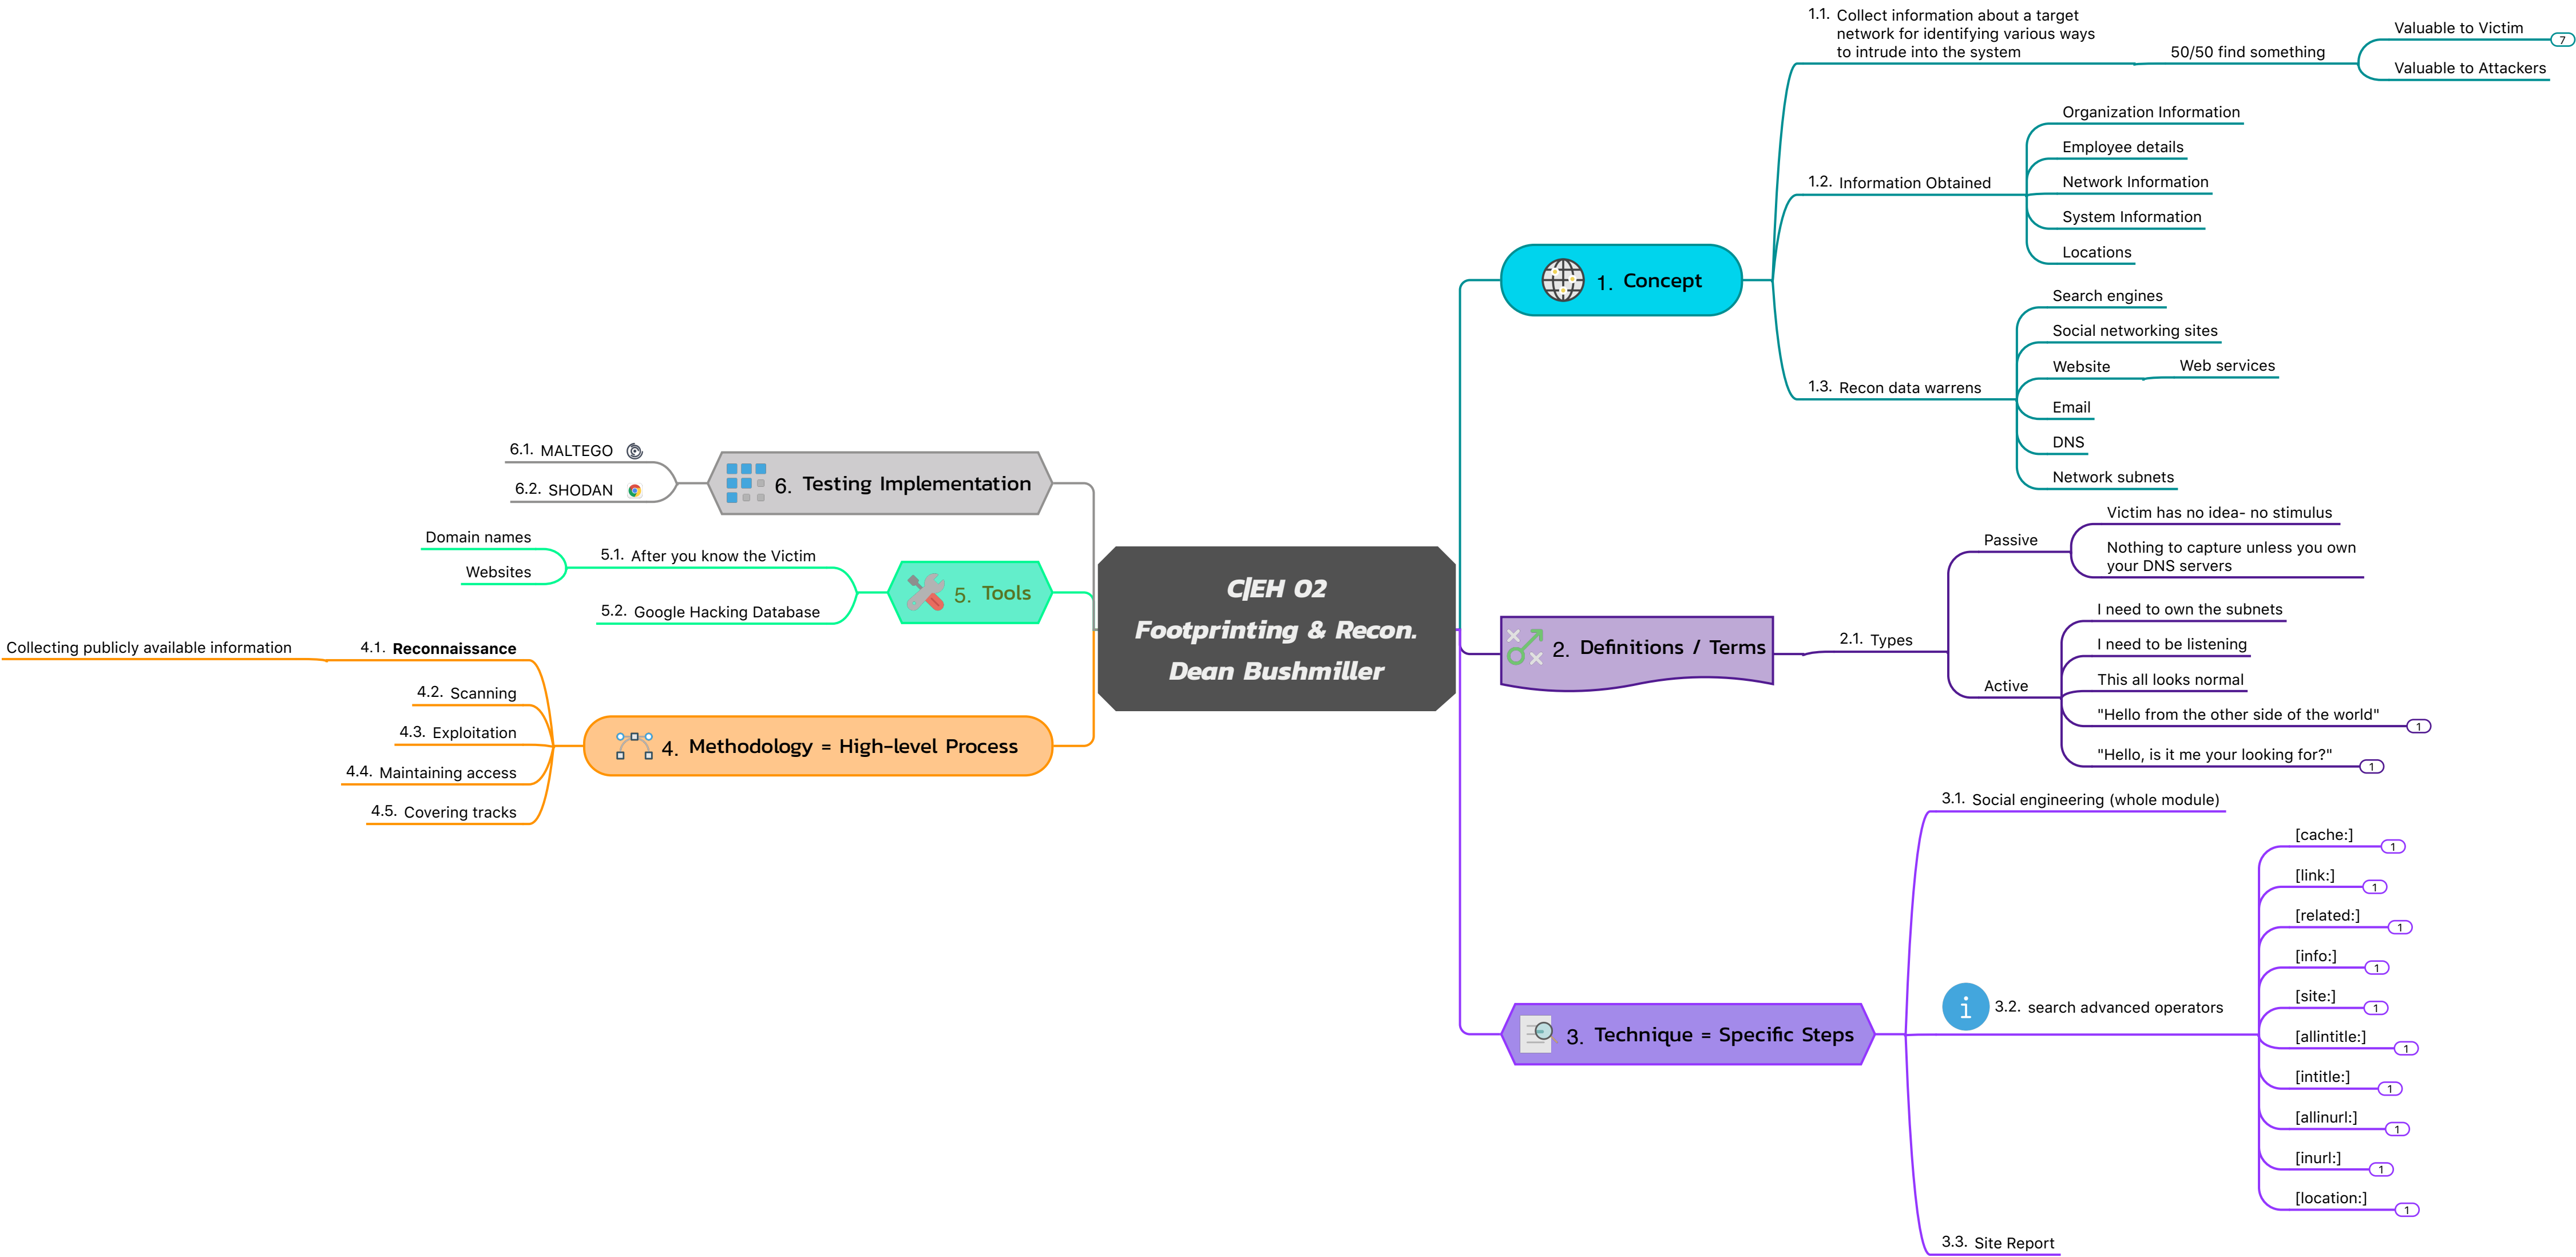 C|EH 02
Footprinting & Recon.
Dean Bushmiller
1. Concept
1.1. Collect information about a target
network for identifying various ways
to intrude into the system
50/50 find something
Valuable to Victim
7
Valuable to Attackers
1.2. Information Obtained
Organization Information
Employee details
Network Information
System Information
Locations
1.3. Recon data warrens
Search engines
Social networking sites
Website
Web services
Email
DNS
Network subnets
2. Definitions / Terms
2.1. Types
Passive
Victim has no idea- no stimulus
Nothing to capture unless you own
your DNS servers
Active
I need to own the subnets
I need to be listening
This all looks normal
"Hello from the other side of the world"
1
"Hello, is it me your looking for?"
1
3. Technique = Specific Steps
3.1. Social engineering (whole module)
i
3.2. search advanced operators
[cache:]
1
[link:]
1
[related:]
1
[info:]
1
[site:]
1
[allintitle:]
1
[intitle:]
1
[allinurl:]
1
[inurl:]
1
[location:]
1
3.3. Site Report
4. Methodology = High-level Process
4.1. Reconnaissance
Collecting publicly available information
4.2. Scanning
4.3. Exploitation
4.4. Maintaining access
4.5. Covering tracks
5. Tools
5.1. After you know the Victim
Domain names
Websites
5.2. Google Hacking Database
6. Testing Implementation
6.1. MALTEGO
6.2. SHODAN